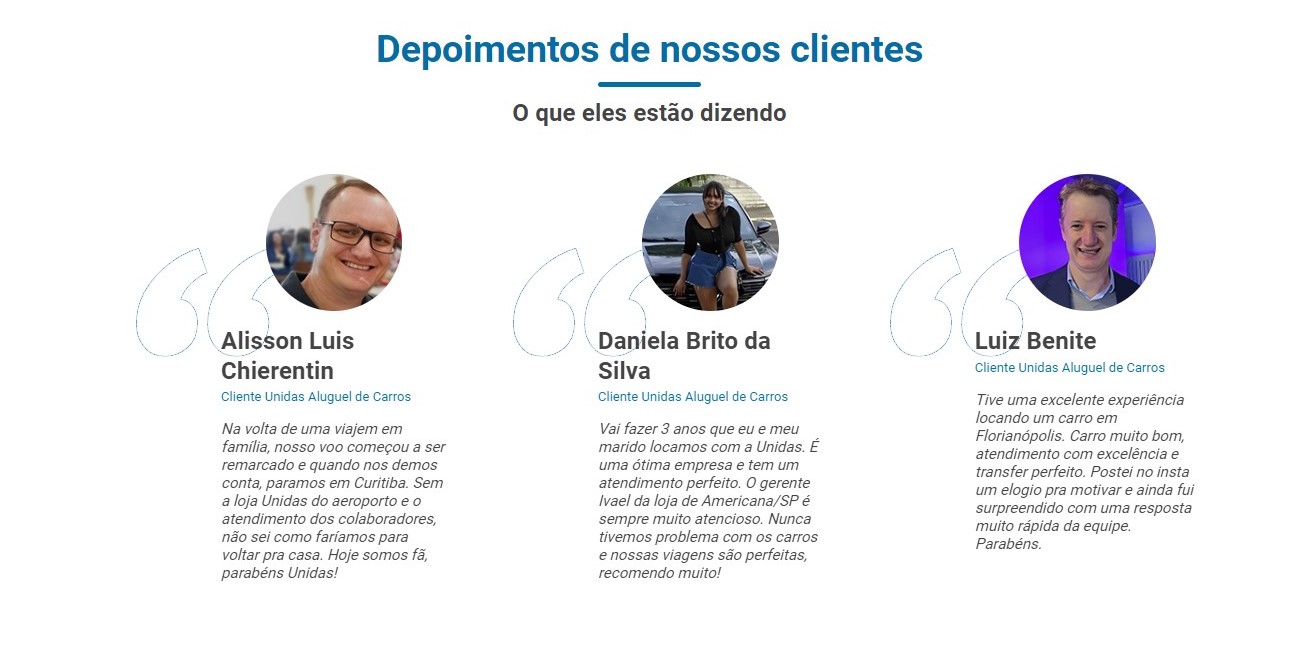 Depoimentos de nossos clientes
O que eles estão dizendo
Alisson Luis
Chierentin
Cliente Unidas Aluguel de Carros
Na volta de uma viajem em
família, nosso voo começou a ser
remarcado e quando nos demos
conta, paramos em Curitiba. Sem
a loja Unidas do aeroporto e o
atendimento dos colaboradores,
não sei como faríamos para
voltar pra casa. Hoje somos fã,
parabéns Unidas!
Daniela Brito da
Silva
Cliente Unidas Aluguel de Carros
Vai fazer 3 anos que eu e meu
marido locamos com a Unidas. É
uma ótima empresa e tem um
atendimento perfeito. O gerente
Ivael da loja de Americana/SP é
sempre muito atencioso. Nunca
tivemos problema com os carros
e nossas viagens são perfeitas,
recomendo muito!
Luiz Benite
Cliente Unidas Aluguel de Carros
Tive uma excelente experiência
locando um carro em
Florianópolis. Carro muito bom,
atendimento com excelência e
transfer perfeito. Postei no insta
um elogio pra motivar e ainda fui
surpreendido com uma resposta
muito rápida da equipe.
Parabéns.